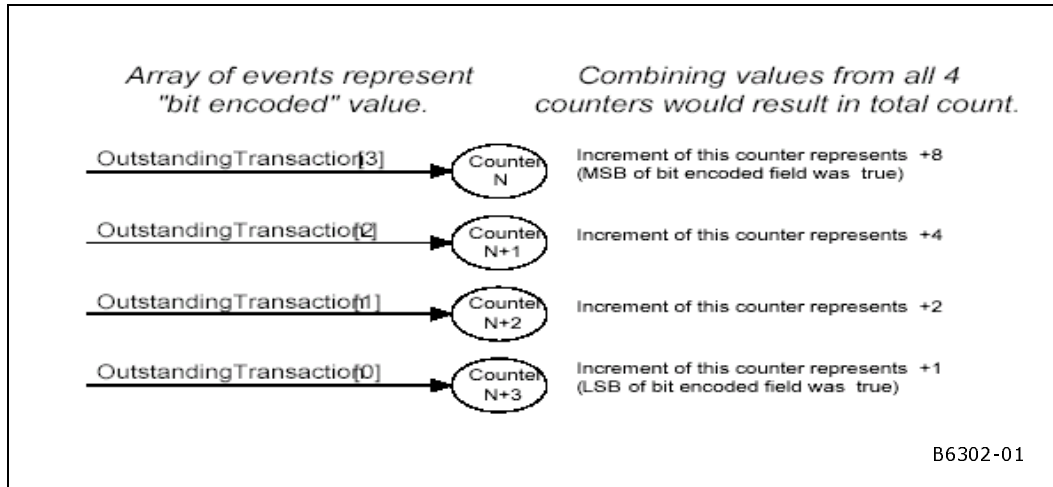 Array of events represent
"bit encoded" value.
Combining values from all 4
counters would result in total count.
OutstandingTransaction[3]
Counter
N
Increment of this counter represents +8
(MSB of bit encoded field was true)
OutstandingTransaction[2]
Counter
N+1
Increment of this counter represents +4
OutstandingTransaction[1]
Counter
N+2
Increment of this counter represents +2
OutstandingTransaction[0]
Counter
N+3
Increment of this counter represents +1
(LSB of bit encoded field was true)
B6302-01